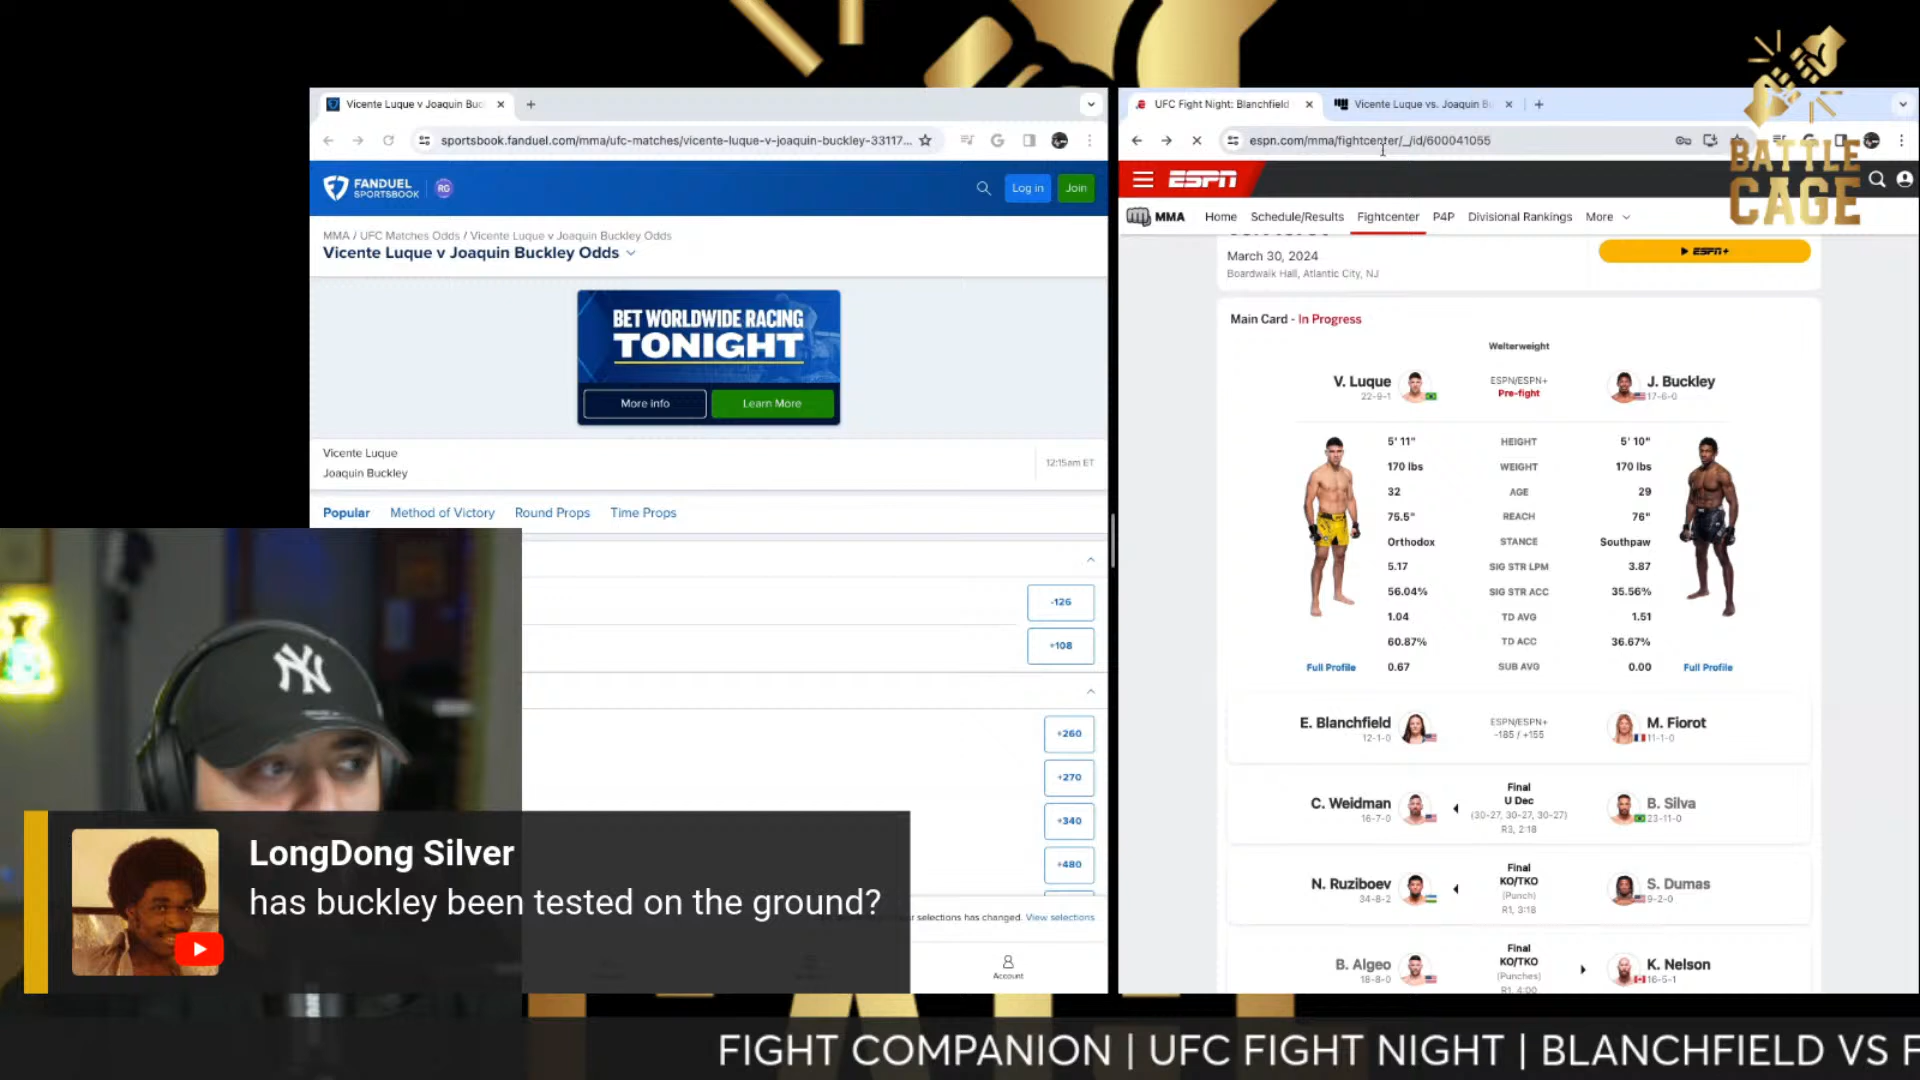 Vicente Luque v Joaquin Buc
sportsbook.fanduel.com/mma/ufc-matches/vicente-luque-v-joaquin-buckley-33117...
FANDUEL
SPORTSBOOK
RG
Log in
Join
MMA / UFC Matches Odds / Vicente Luque v Joaquin Buckley Odds
Vicente Luque v Joaquin Buckley Odds
BET WORLDWIDE RACING
TONIGHT
More info
Learn More
Vicente Luque
Joaquin Buckley
12:15am ET
Popular
Method of Victory
Round Props
Time Props
-126
+108
+260
+270
+340
+480
selections has changed. View selections
Account
UFC Fight Night: Blanchfield
Vicente Luque vs. Joaquin B
espn.com/mma/fightcenter/_/id/600041055
BATTLE
CAGE
ESPN
MMA
Home
Schedule/Results
Fightcenter
P4P
Divisional Rankings
More
March 30, 2024
Boardwalk Hall, Atlantic City, NJ
ESPN+
Main Card - In Progress
Welterweight
V. Luque
22-9-1
ESPN/ESPN+
Pre-fight
J. Buckley
17-6-0
5' 11" HEIGHT 5' 10"
170 lbs WEIGHT 170 lbs
32 AGE 29
75.5" REACH 76"
Orthodox STANCE Southpaw
5.17 SIG STR LPM 3.87
56.04% SIG STR ACC 35.56%
1.04 TD AVG 1.51
60.87% TD ACC 36.67%
Full Profile 0.67 SUB AVG 0.00 Full Profile
E. Blanchfield
12-1-0
ESPN/ESPN+
-185 / +155
M. Fiorot
11-1-0
C. Weidman
16-7-0
Final
U Dec
(30-27, 30-27, 30-27)
R3, 2:18
B. Silva
23-11-0
N. Ruziboev
34-8-2
Final
KO/TKO
(Punch)
R1, 3:18
S. Dumas
9-2-0
B. Algeo
18-8-0
Final
KO/TKO
(Punches)
R1, 4:00
K. Nelson
16-5-1
NY
LongDong Silver
has buckley been tested on the ground?
FIGHT COMPANION | UFC FIGHT NIGHT | BLANCHFIELD VS F